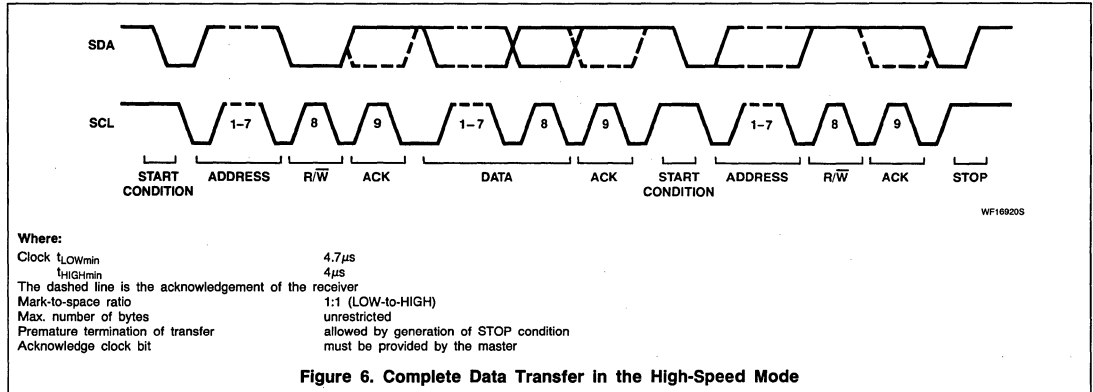 SDA
SCL
1–7 8 9 1–7 8 9 1–7 8 9
START CONDITION ADDRESS R/W̅ ACK DATA ACK START CONDITION ADDRESS R/W̅ ACK STOP
WF16920S
Where:
Clock tLOWmin 4.7µs
tHIGHmin 4µs
The dashed line is the acknowledgement of the receiver
Mark-to-space ratio 1:1 (LOW-to-HIGH)
Max. number of bytes unrestricted
Premature termination of transfer allowed by generation of STOP condition
Acknowledge clock bit must be provided by the master
Figure 6. Complete Data Transfer in the High-Speed Mode